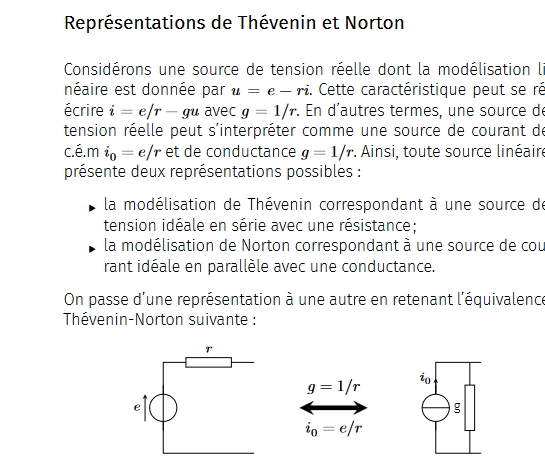 Représentations de Thévenin et Norton
Considérons une source de tension réelle dont la modélisation li
néaire est donnée par u = e − ri. Cette caractéristique peut se ré
écrire i = e/r − gu avec g = 1/r. En d'autres termes, une source de
tension réelle peut s'interpréter comme une source de courant de
c.é.m i₀ = e/r et de conductance g = 1/r. Ainsi, toute source linéaire
présente deux représentations possibles :
▸ la modélisation de Thévenin correspondant à une source de
tension idéale en série avec une résistance;
▸ la modélisation de Norton correspondant à une source de cou
rant idéale en parallèle avec une conductance.
On passe d'une représentation à une autre en retenant l'équivalence
Thévenin-Norton suivante :
r
e
g = 1/r
i₀ = e/r
i₀
g